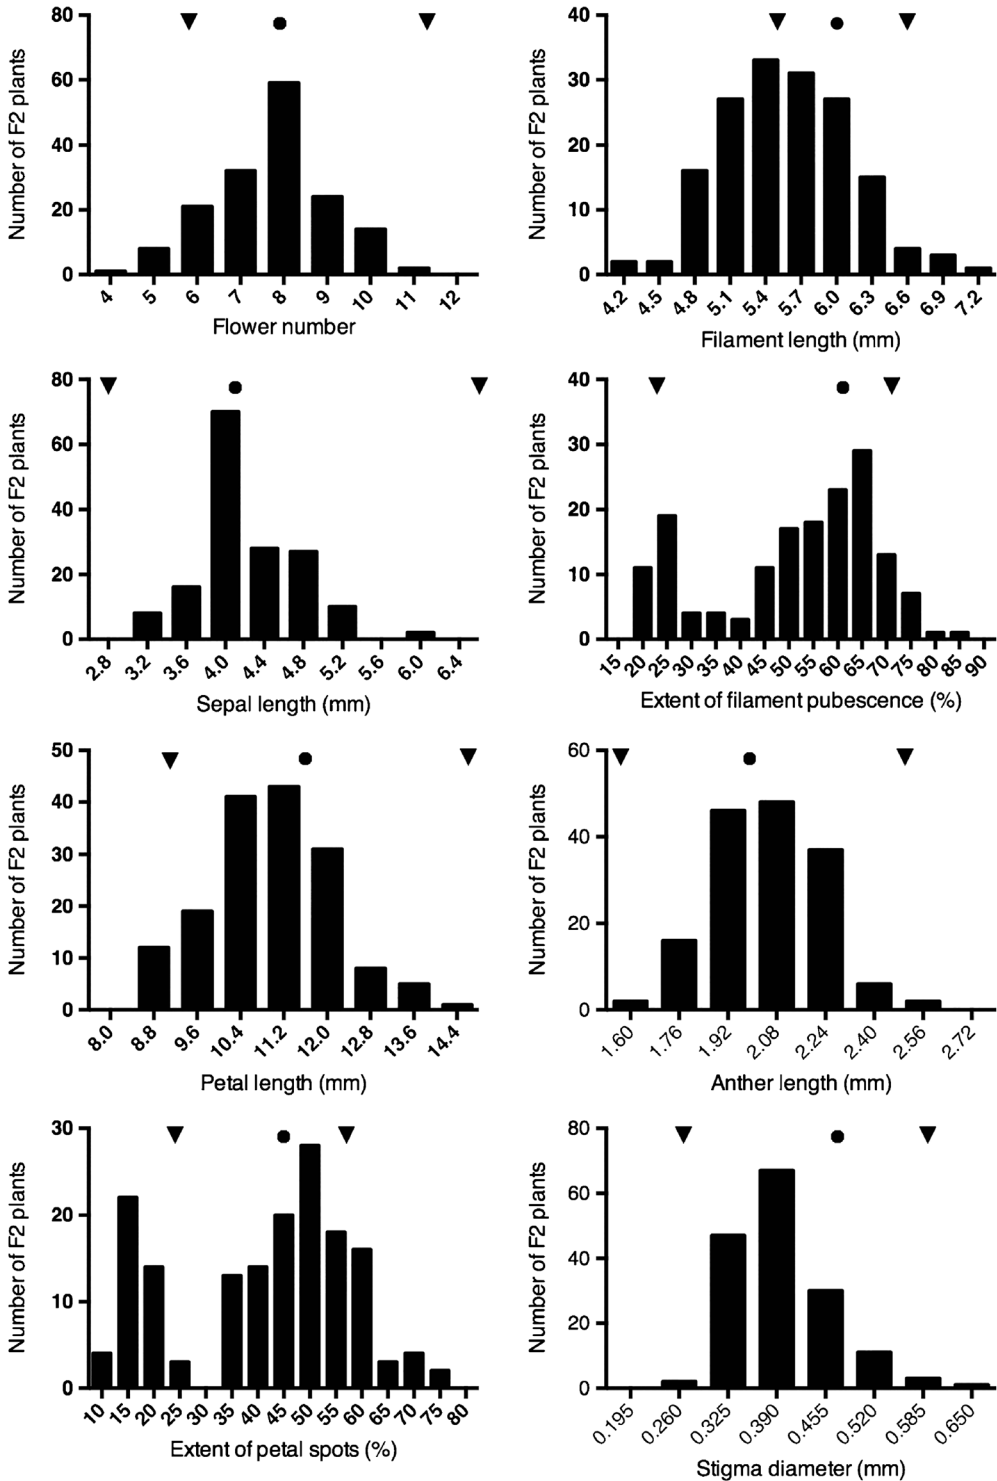 80
60
40
20
0
Number of F2 plants
4 5 6 7 8 9 10 11 12
Flower number
40
30
20
10
0
Number of F2 plants
4.2 4.5 4.8 5.1 5.4 5.7 6.0 6.3 6.6 6.9 7.2
Filament length (mm)
80
60
40
20
0
Number of F2 plants
2.8 3.2 3.6 4.0 4.4 4.8 5.2 5.6 6.0 6.4
Sepal length (mm)
40
30
20
10
0
Number of F2 plants
15 20 25 30 35 40 45 50 55 60 65 70 75 80 85 90
Extent of filament pubescence (%)
50
40
30
20
10
0
Number of F2 plants
8.0 8.8 9.6 10.4 11.2 12.0 12.8 13.6 14.4
Petal length (mm)
60
40
20
0
Number of F2 plants
1.60 1.76 1.92 2.08 2.24 2.40 2.56 2.72
Anther length (mm)
30
20
10
0
Number of F2 plants
10 15 20 25 30 35 40 45 50 55 60 65 70 75 80
Extent of petal spots (%)
80
60
40
20
0
Number of F2 plants
0.195 0.260 0.325 0.390 0.455 0.520 0.585 0.650
Stigma diameter (mm)